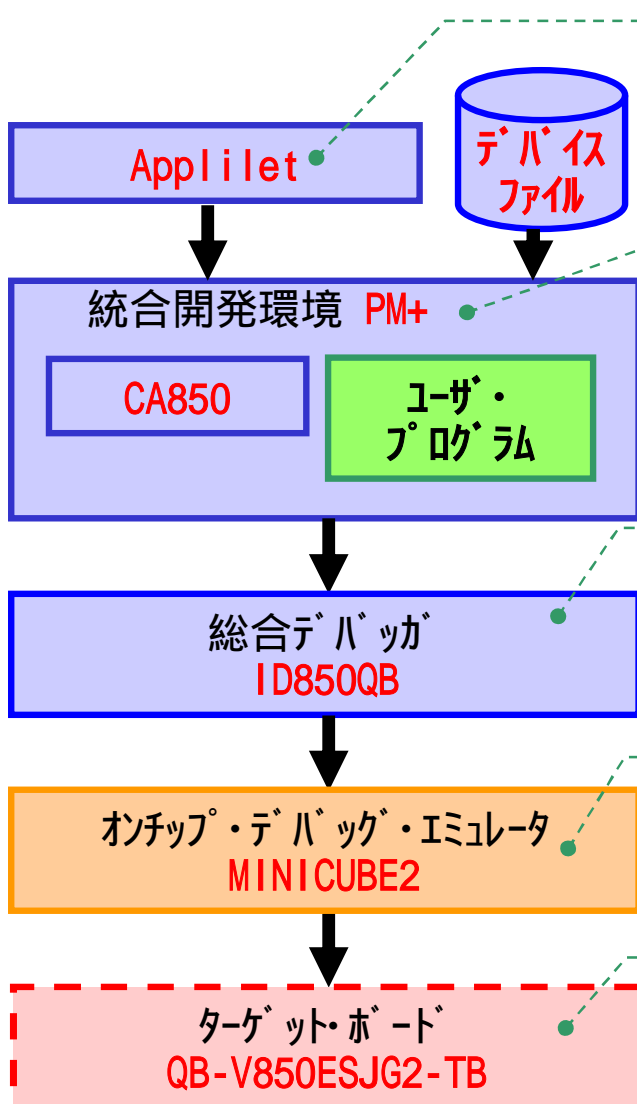 Applilet
デバイス
ファイル
統合開発環境 PM+
CA850
ユーザ・
プログラム
総合デバッガ
ID850QB
オンチップ・デバッグ・エミュレータ
MINICUBE2
ターゲット・ボード
QB-V850ESJG2-TB